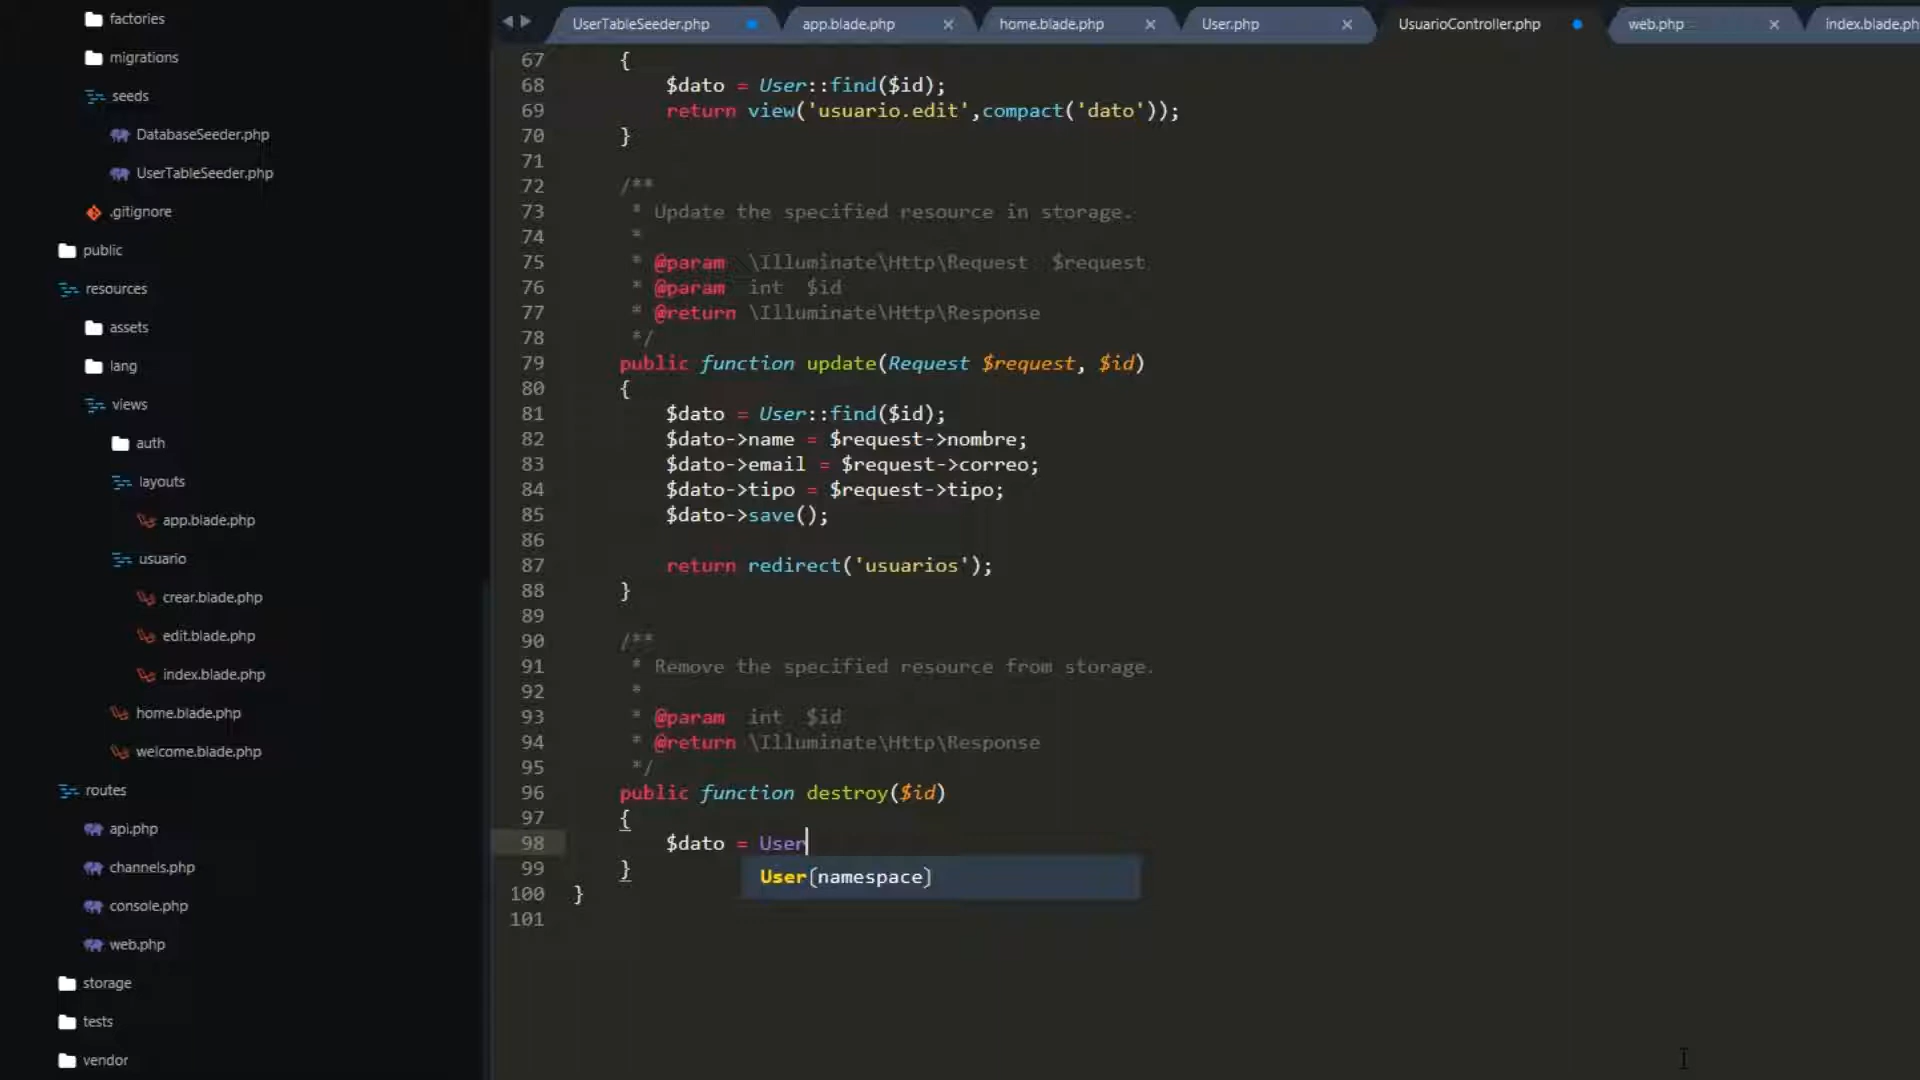 factories
migrations
seeds
DatabaseSeeder.php
UserTableSeeder.php
.gitignore
public
resources
assets
lang
views
auth
layouts
app.blade.php
usuario
crear.blade.php
edit.blade.php
index.blade.php
home.blade.php
welcome.blade.php
routes
api.php
channels.php
console.php
web.php
storage
tests
vendor
UserTableSeeder.php app.blade.php home.blade.php User.php UsuarioController.php web.php index.blade.ph
67 {
68 $dato = User::find($id);
69 return view('usuario.edit',compact('dato'));
70 }
71
72 /**
73 * Update the specified resource in storage.
74 *
75 * @param \Illuminate\Http\Request $request
76 * @param int $id
77 * @return \Illuminate\Http\Response
78 */
79 public function update(Request $request, $id)
80 {
81 $dato = User::find($id);
82 $dato->name = $request->nombre;
83 $dato->email = $request->correo;
84 $dato->tipo = $request->tipo;
85 $dato->save();
86
87 return redirect('usuarios');
88 }
89
90 /**
91 * Remove the specified resource from storage.
92 *
93 * @param int $id
94 * @return \Illuminate\Http\Response
95 */
96 public function destroy($id)
97 {
98 $dato = User
99 }
User(namespace)
100 }
101